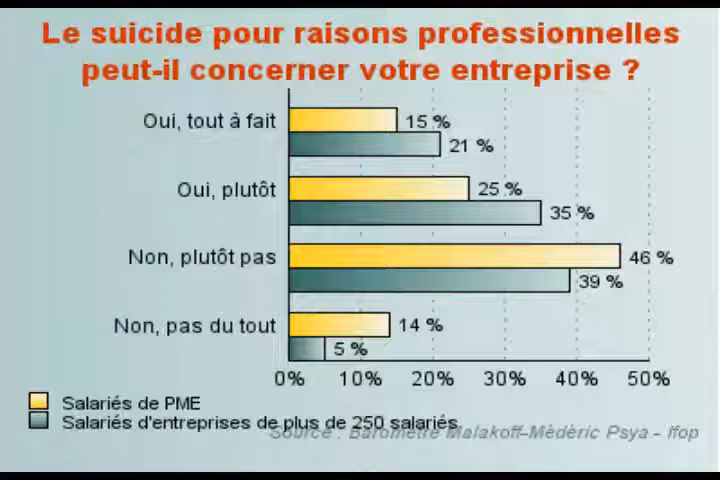 Le suicide pour raisons professionnelles
peut-il concerner votre entreprise ?
Oui, tout à fait
15 %
21 %
Oui, plutôt
25 %
35 %
Non, plutôt pas
46 %
39 %
Non, pas du tout
14 %
5 %
0% 10% 20% 30% 40% 50%
Salariés de PME
Salariés d'entreprises de plus de 250 salariés
Source : Baromètre Malakoff-Médéric Psya - Ifop